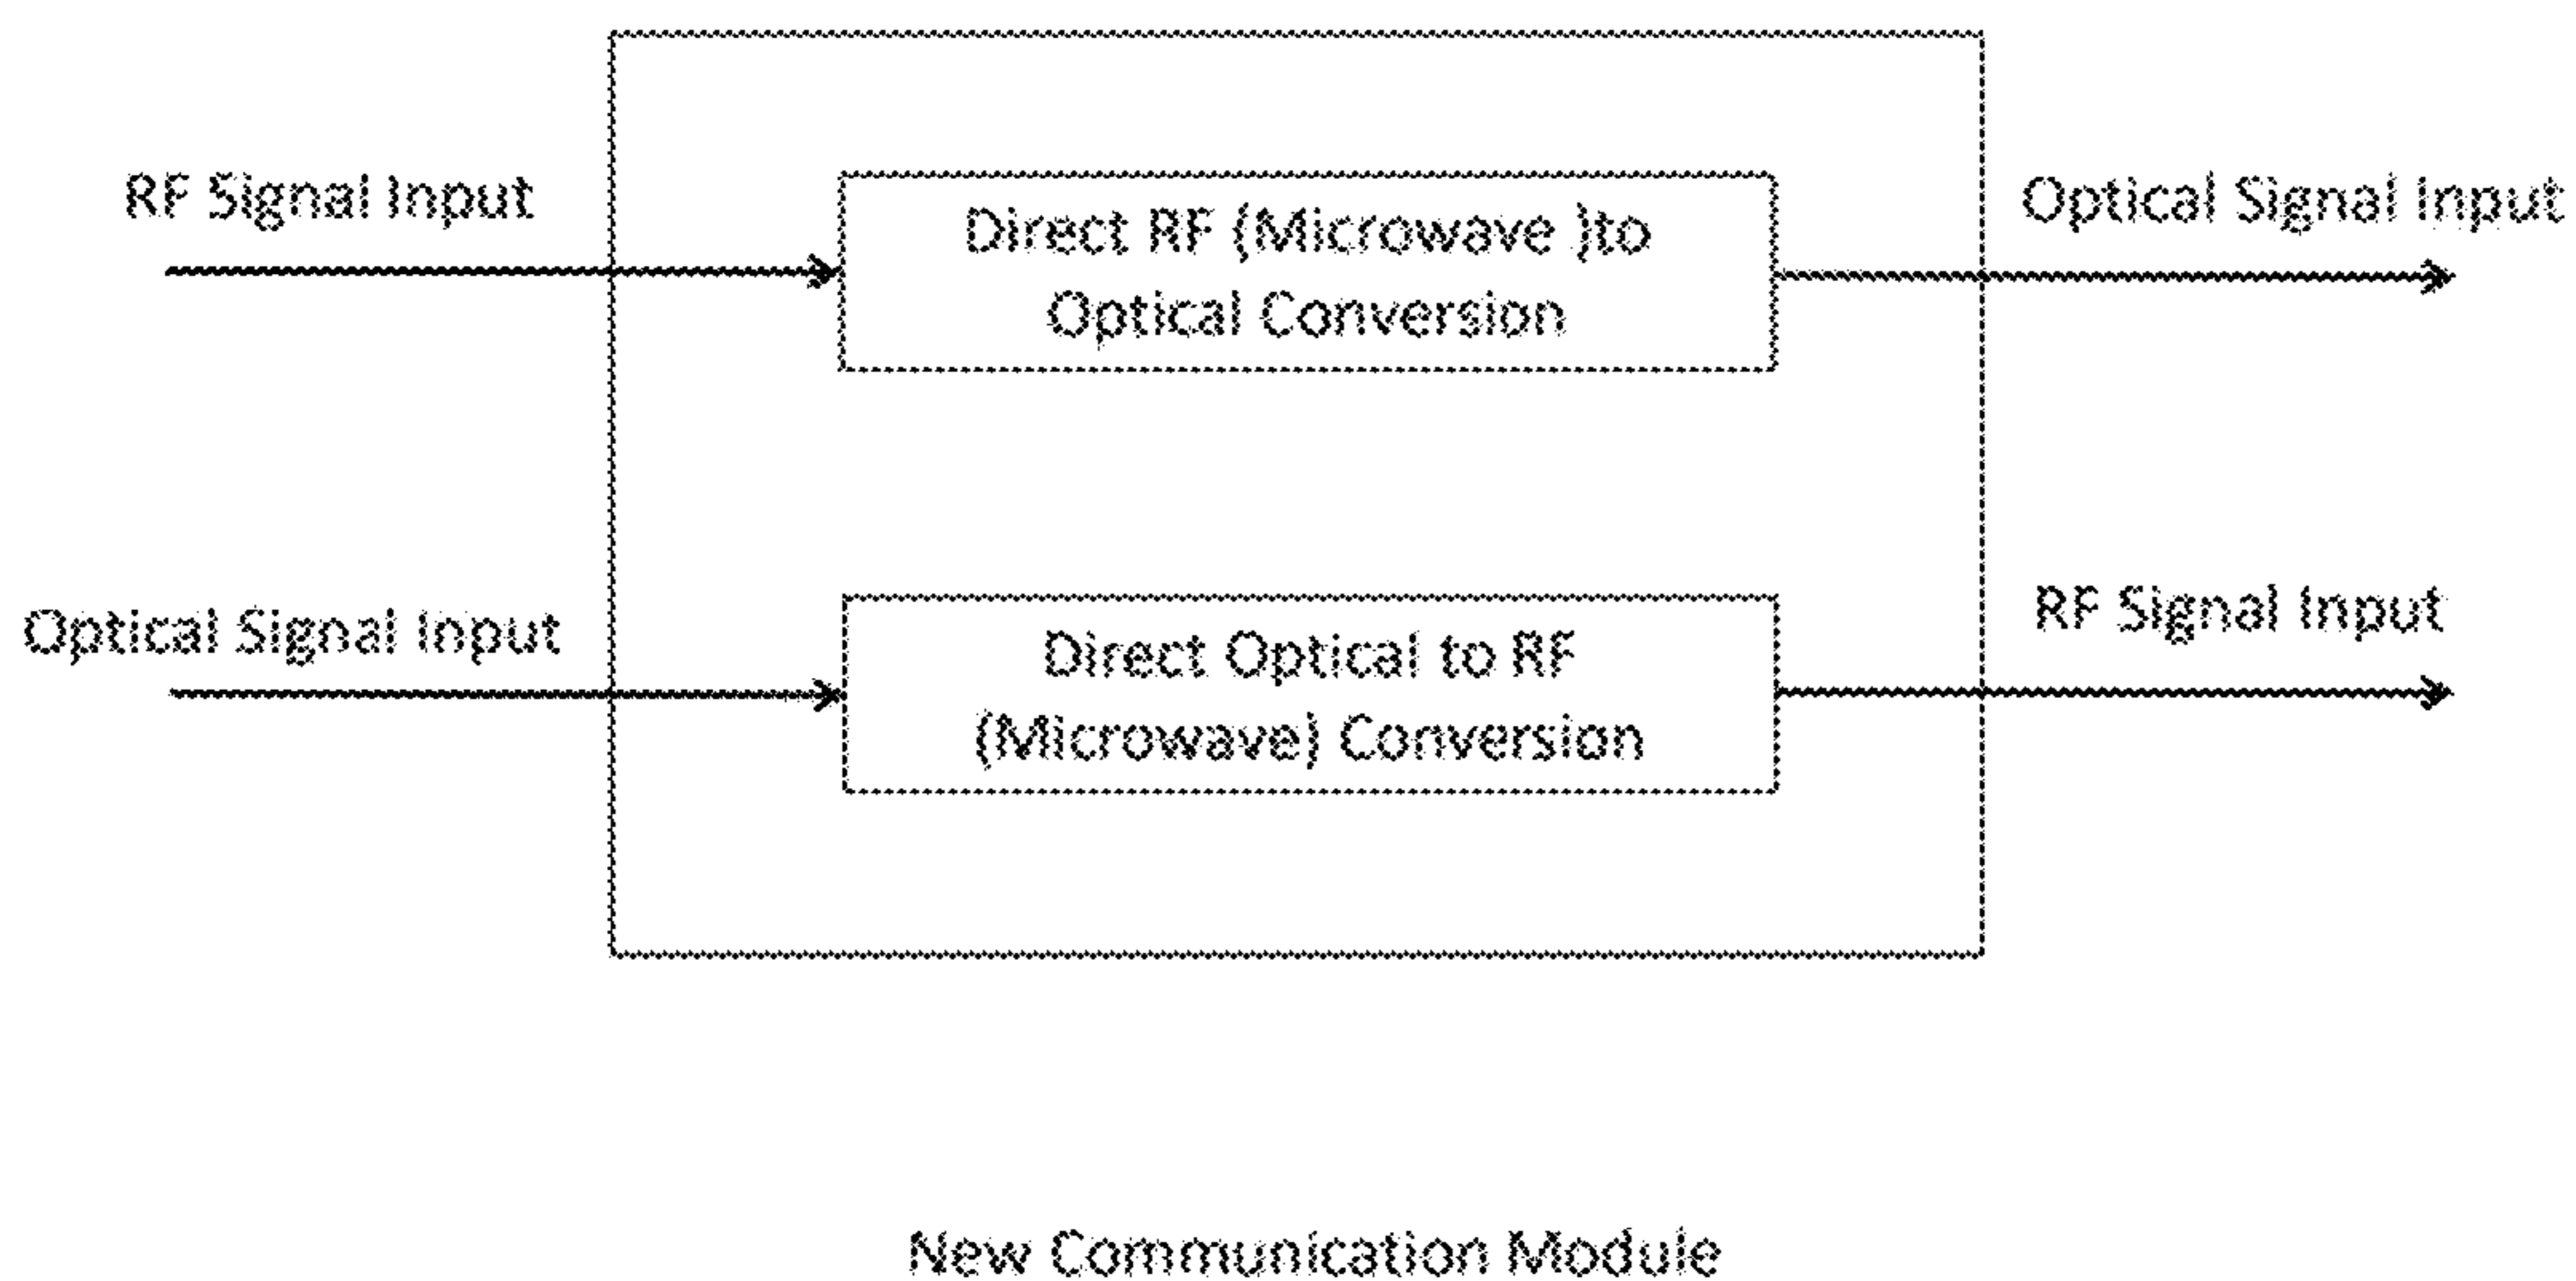 RF Signal Input
Direct RF (Microwave )to
Optical Conversion
Optical Signal Input
Optical Signal Input
Direct Optical to RF
(Microwave) Conversion
RF Signal Input
New Communication Module